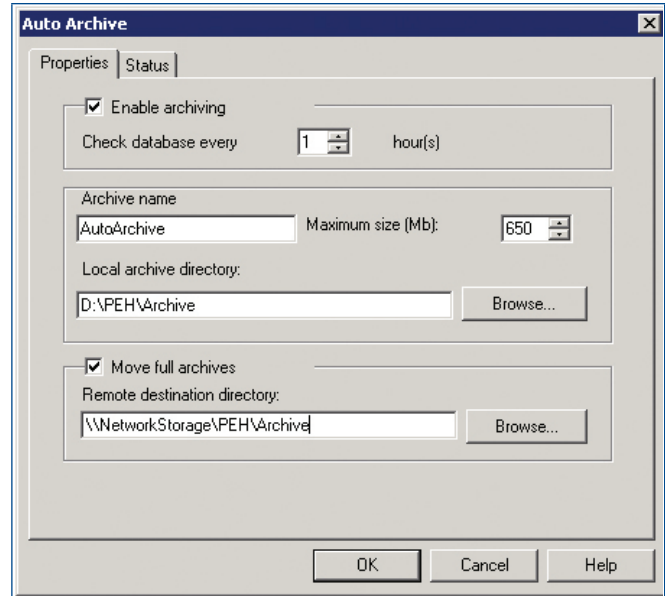 Auto Archive
Properties Status
Enable archiving
Check database every 1 hour(s)
Archive name
AutoArchive Maximum size (Mb): 650
Local archive directory:
D:\PEH\Archive Browse...
Move full archives
Remote destination directory:
\\NetworkStorage\PEH\Archive Browse...
OK Cancel Help